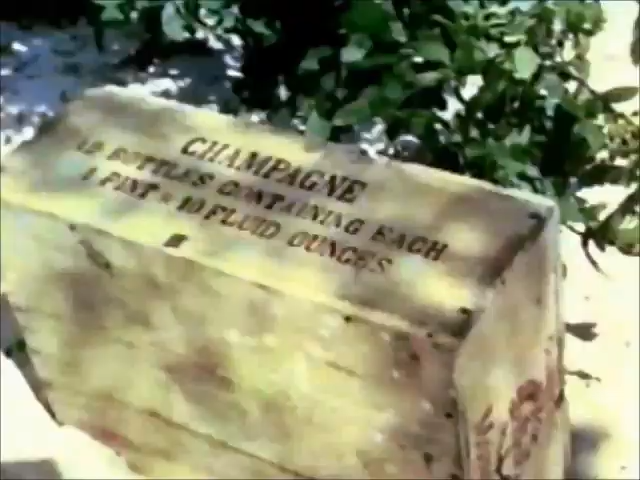 CHAMPAGNE
12 BOTTLES CONTAINING EACH
1 PINT = 10 FLUID OUNCES